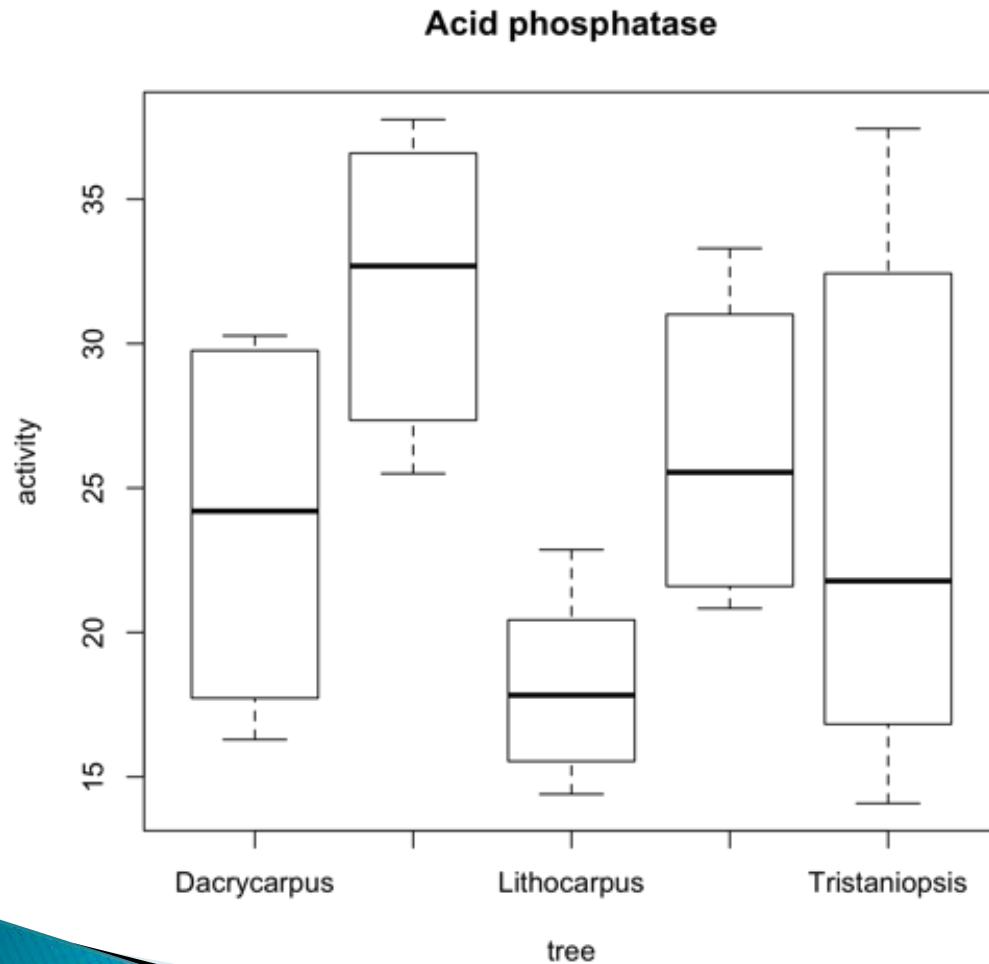 Acid phosphatase
activity
35
30
25
20
15
Dacrycarpus Lithocarpus Tristaniopsis
tree